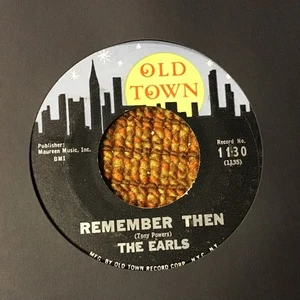 OLD
TOWN
Publisher:
Maureen Music, Inc.
BMI
Record No.
1130
(1135)
REMEMBER THEN
(Tony Powers)
THE EARLS
MFG. BY OLD TOWN RECORD CORP., N.Y.C., N.Y.